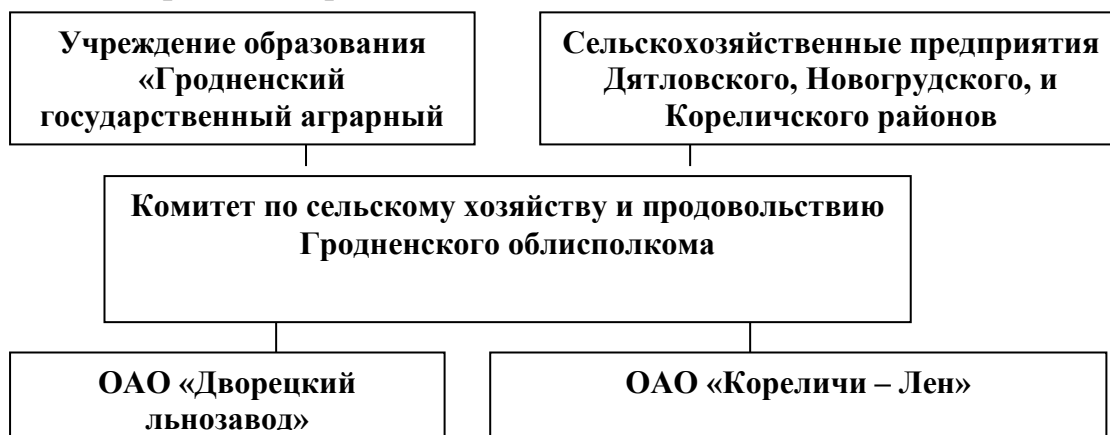 Учреждение образования
«Гродненский
государственный аграрный
Сельскохозяйственные предприятия
Дятловского, Новогрудского, и
Кореличского районов
Комитет по сельскому хозяйству и продовольствию
Гродненского облисполкома
ОАО «Дворецкий
льнозавод»
ОАО «Кореличи – Лен»